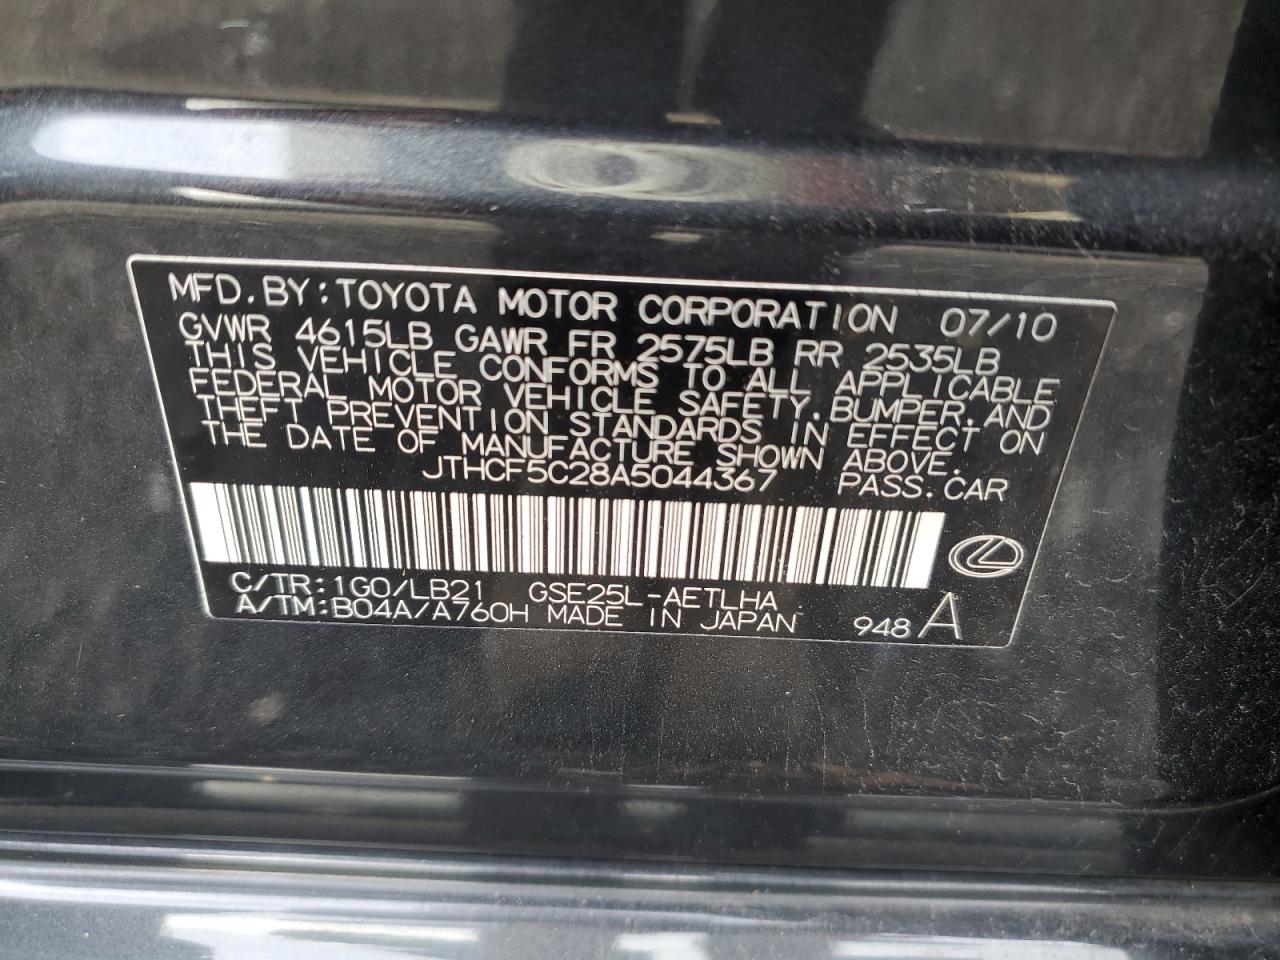 MFD. BY: TOYOTA MOTOR CORPORATION 07/10
GVWR 4615LB GAWR FR 2575LB RR 2535LB
THIS VEHICLE CONFORMS TO ALL APPLICABLE
FEDERAL MOTOR VEHICLE SAFETY, BUMPER, AND
THEFT PREVENTION STANDARDS IN EFFECT ON
THE DATE OF MANUFACTURE SHOWN ABOVE.
JTHCF5C28A5044367 PASS. CAR
C/TR: 1G0/LB21 GSE25L-AETLHA
A/TM: B04A/A760H MADE IN JAPAN 948 A